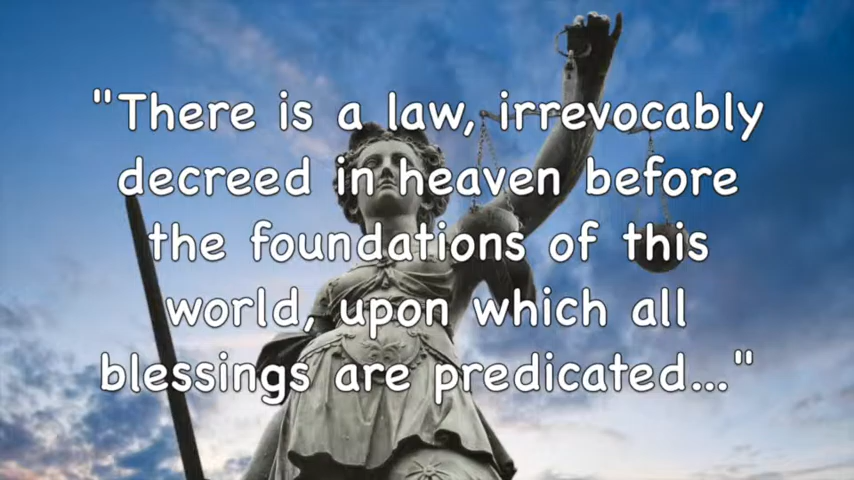 "There is a law, irrevocably
decreed in heaven before
the foundations of this
world, upon which all
blessings are predicated..."